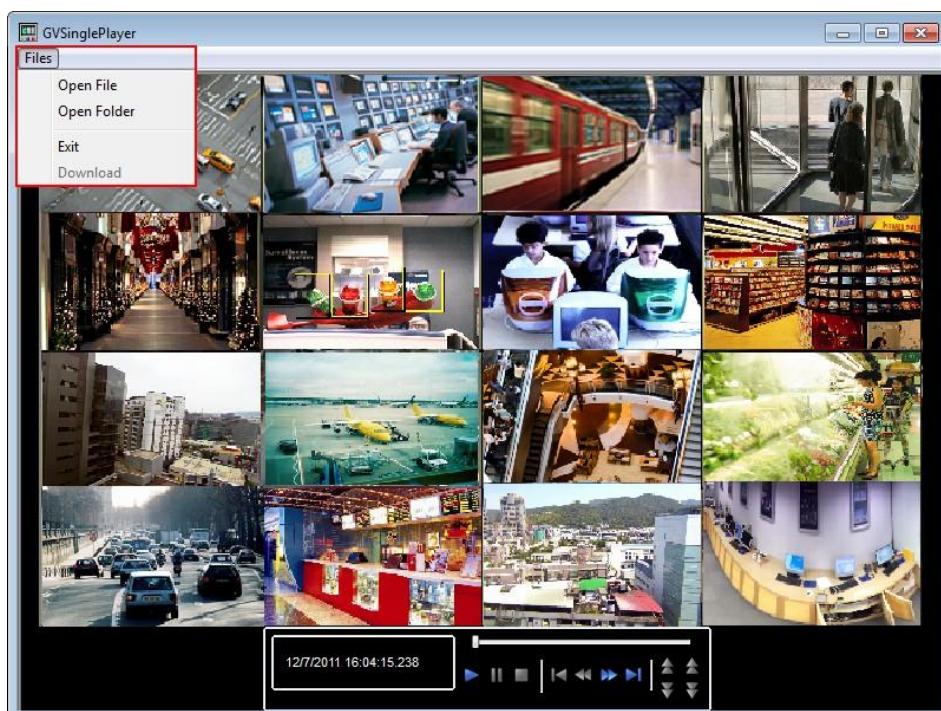 GVSinglePlayer
Files
Open File
Open Folder
Exit
Download
12/7/2011 16:04:15.238